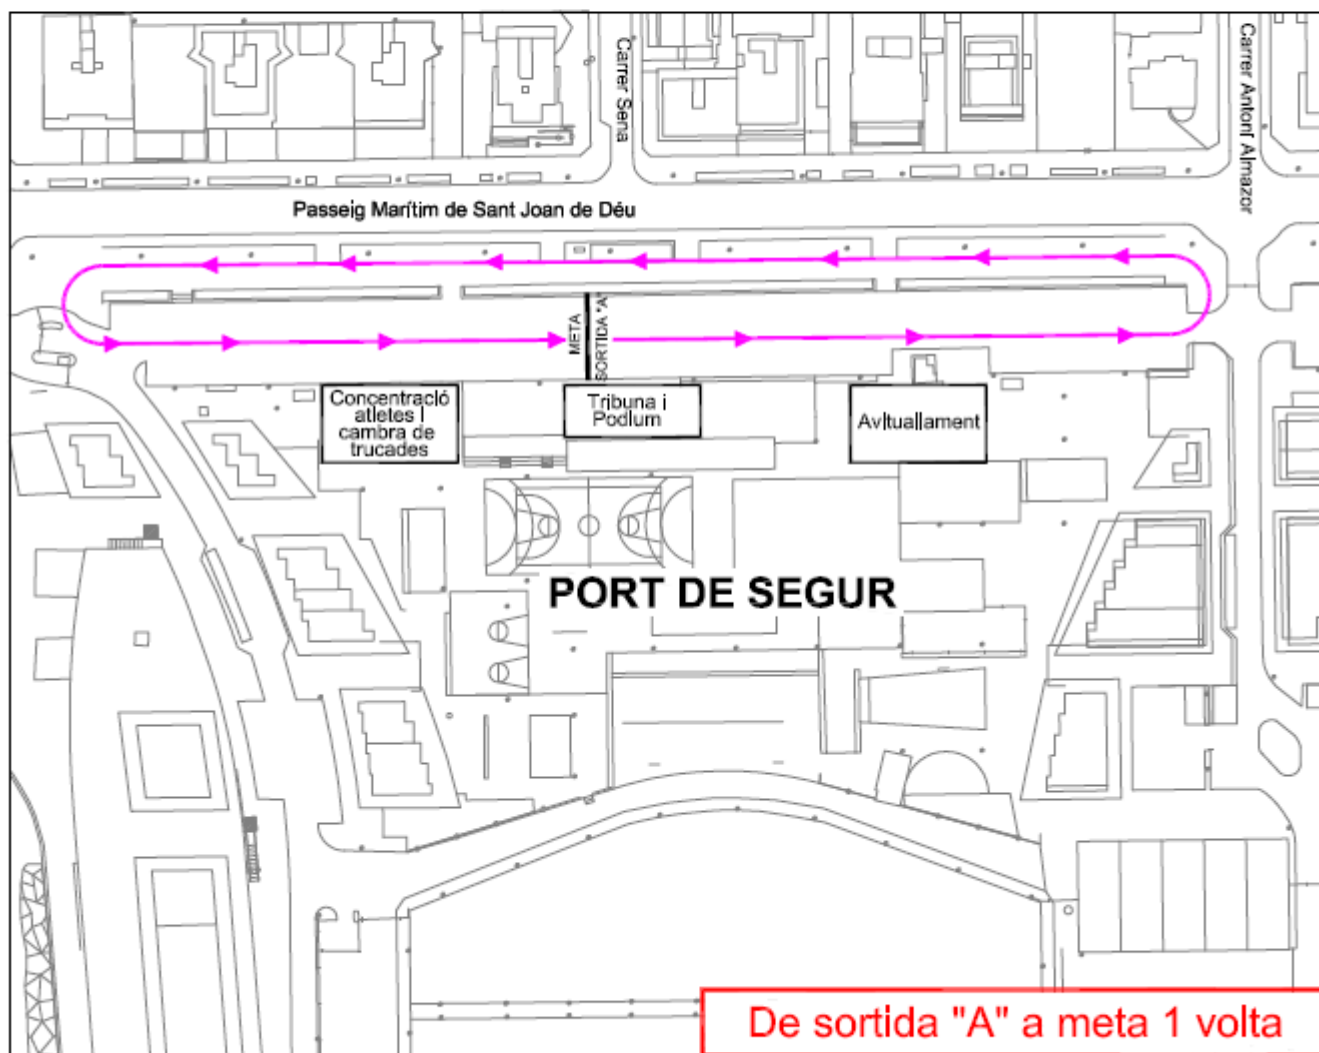 Carrer Sena
Carrer Antoni Almazor
Passeig Marítim de Sant Joan de Déu
META
SORTIDA "A"
Concentració
atletes i
cambra de
trucades
Tribuna i
Podium
Avituallament
PORT DE SEGUR
De sortida "A" a meta 1 volta